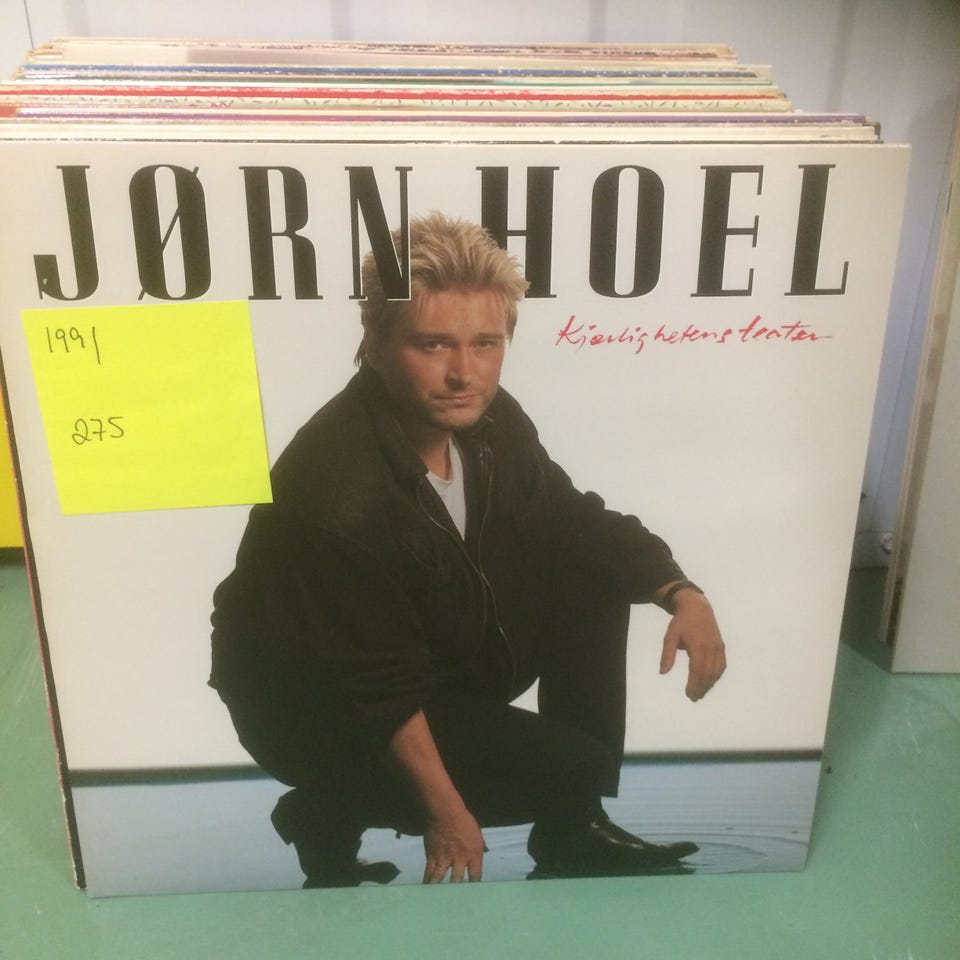 JØRN HOEL
Kjærlighetens teater
1991
275